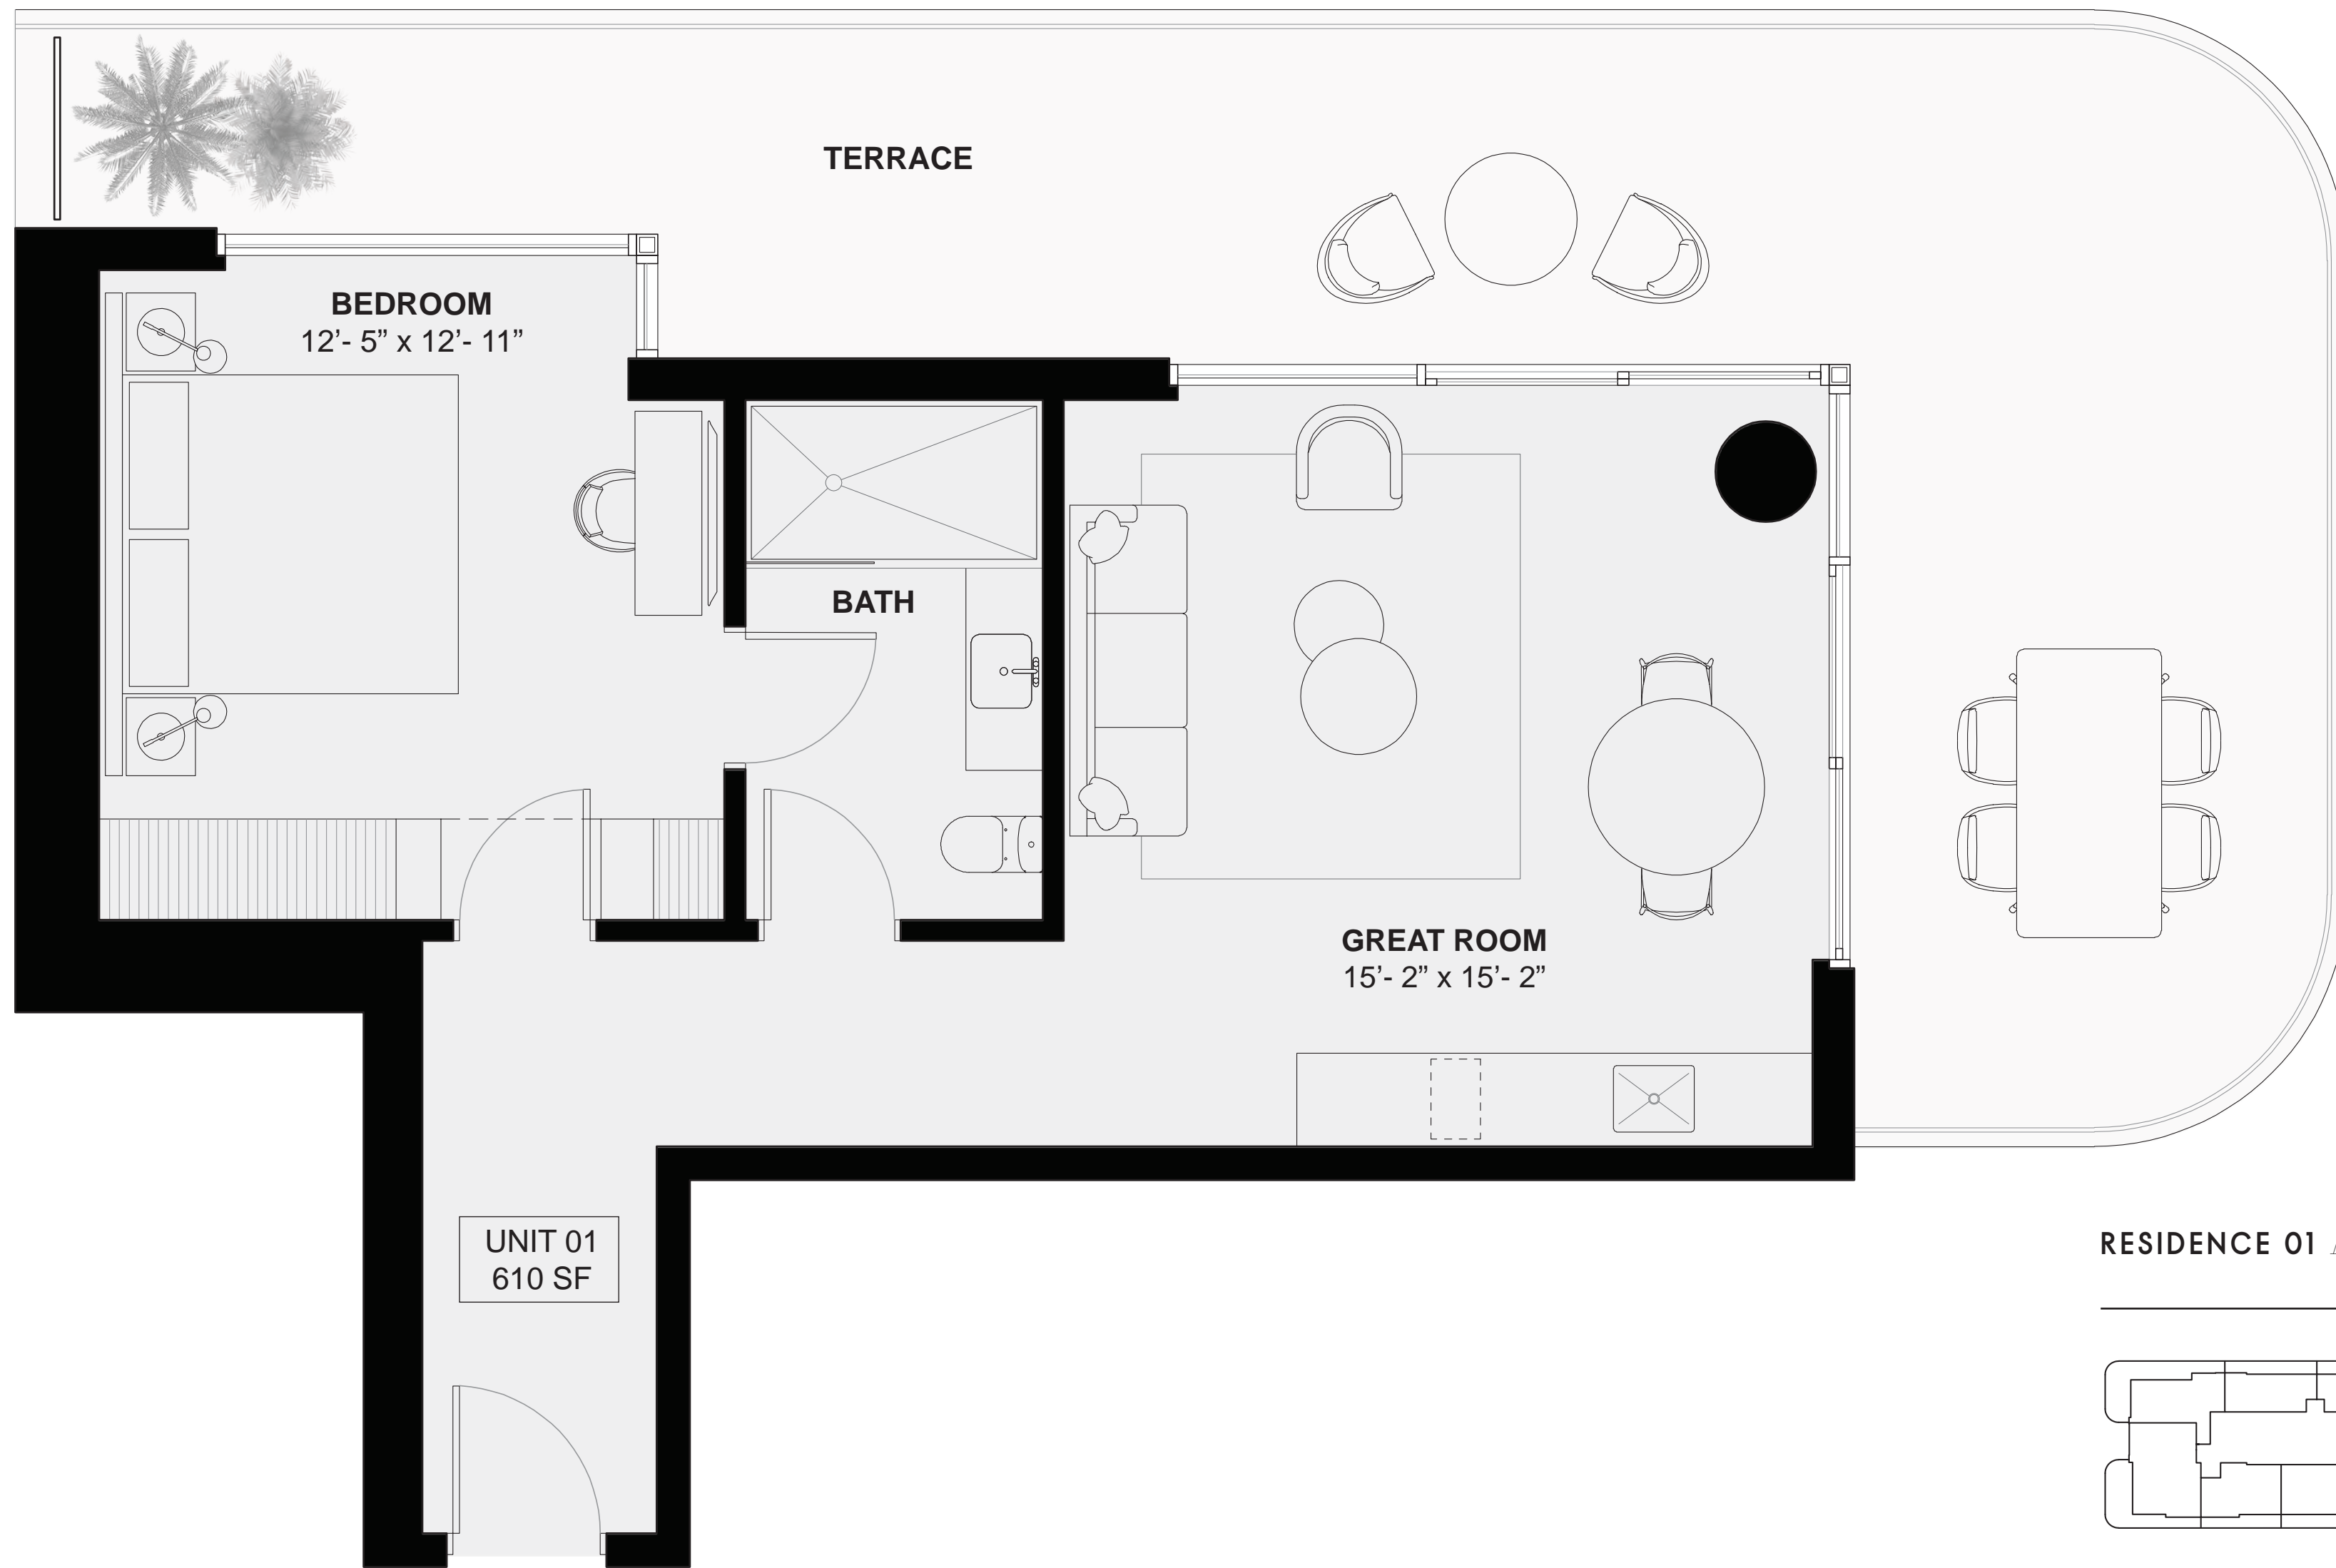 TERRACE
BEDROOM
12’- 5” x 12’- 11”
BATH
GREAT ROOM
15’- 2” x 15’- 2”
UNIT 01
610 SF
RESIDENCE 01